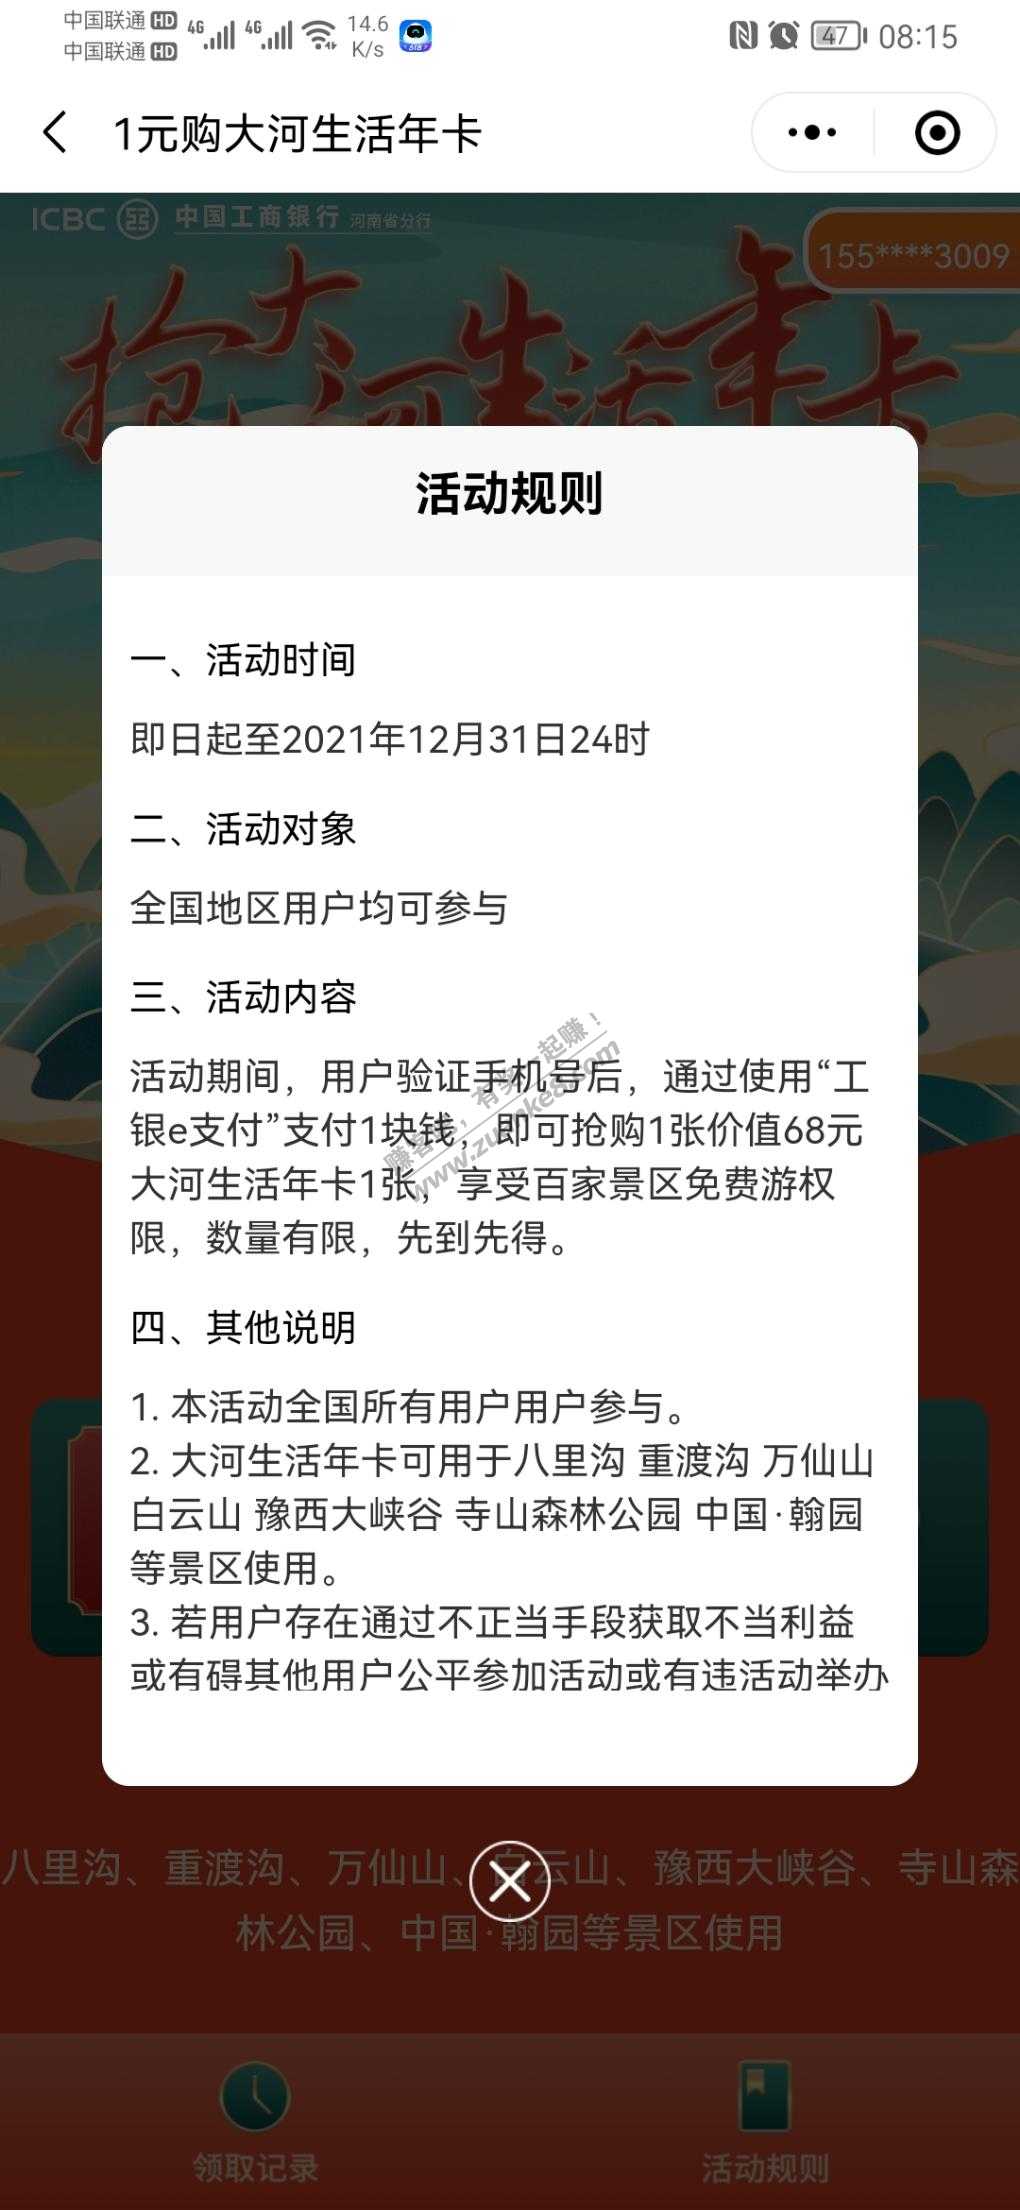 中国联通 HD 4G 4G 14.6 K/s 618 47 08:15
中国联通 HD
1元购大河生活年卡
ICBC 中国工商银行 河南省分行
155****3009
抢大河生活年卡
活动规则
一、活动时间
即日起至2021年12月31日24时
二、活动对象
全国地区用户均可参与
三、活动内容
活动期间，用户验证手机号后，通过使用“工
银e支付”支付1块钱，即可抢购1张价值68元
大河生活年卡1张，享受百家景区免费游权
限，数量有限，先到先得。
赚客吧，有奖一起赚！
www.zuanke8.com
四、其他说明
1. 本活动全国所有用户用户参与。
2. 大河生活年卡可用于八里沟 重渡沟 万仙山
白云山 豫西大峡谷 寺山森林公园 中国·翰园
等景区使用。
3. 若用户存在通过不正当手段获取不当利益
或有碍其他用户公平参加活动或有违活动举办
八里沟、重渡沟、万仙山、白云山、豫西大峡谷、寺山森
林公园、中国·翰园等景区使用
领取记录
活动规则